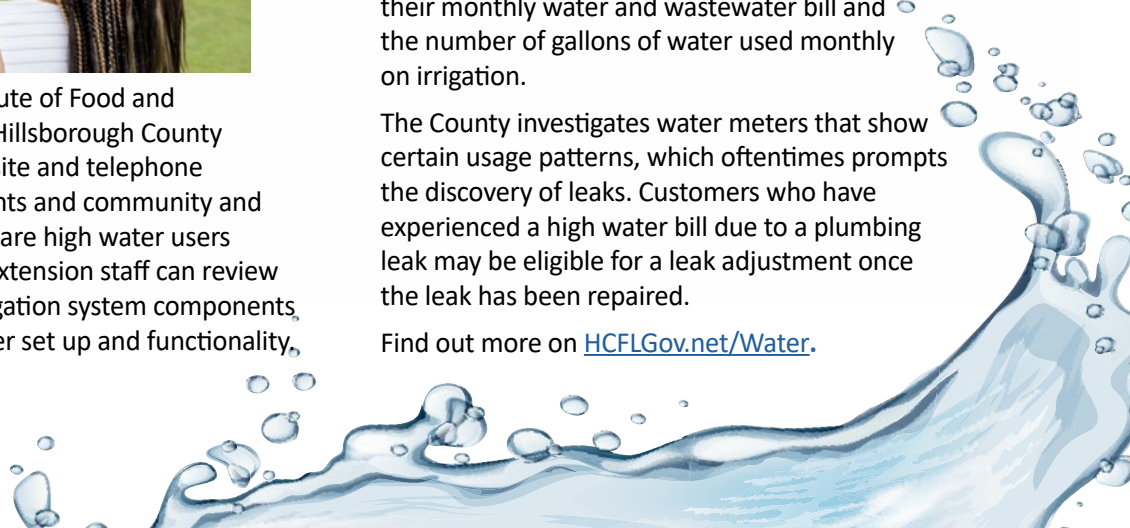 ute of Food and
Hillsborough County
site and telephone
nts and community and
are high water users
xtension staff can review
gation system components
er set up and functionality.
their monthly water and wastewater bill and
the number of gallons of water used monthly
on irrigation.
The County investigates water meters that show
certain usage patterns, which oftentimes prompts
the discovery of leaks. Customers who have
experienced a high water bill due to a plumbing
leak may be eligible for a leak adjustment once
the leak has been repaired.
Find out more on HCFLGov.net/Water.